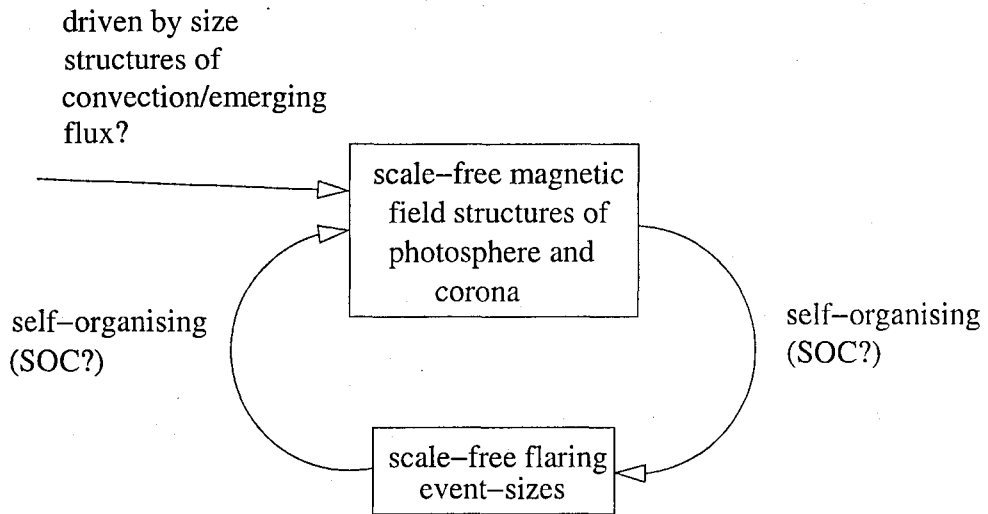 driven by size
structures of
convection/emerging
flux?
scale–free magnetic
field structures of
photosphere and
corona
self–organising
(SOC?)
self–organising
(SOC?)
scale–free flaring
event–sizes